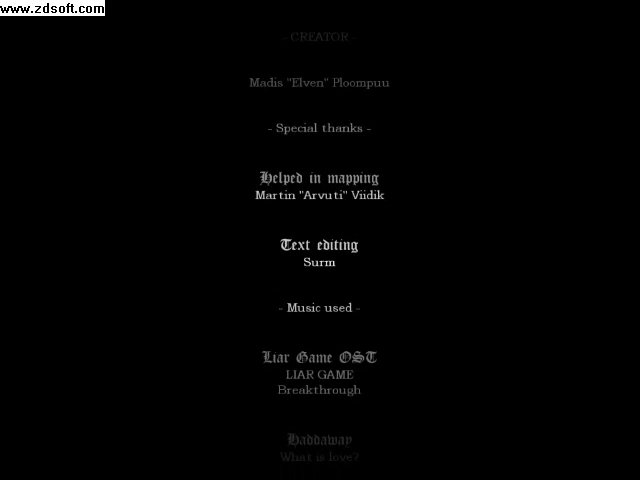 www.zdsoft.com
- CREATOR -
Madis "Elven" Ploompuu
- Special thanks -
Helped in mapping
Martin "Arvuti" Viidik
Text editing
Surm
- Music used -
Liar Game OST
LIAR GAME
Breakthrough
Haddaway
What is love?